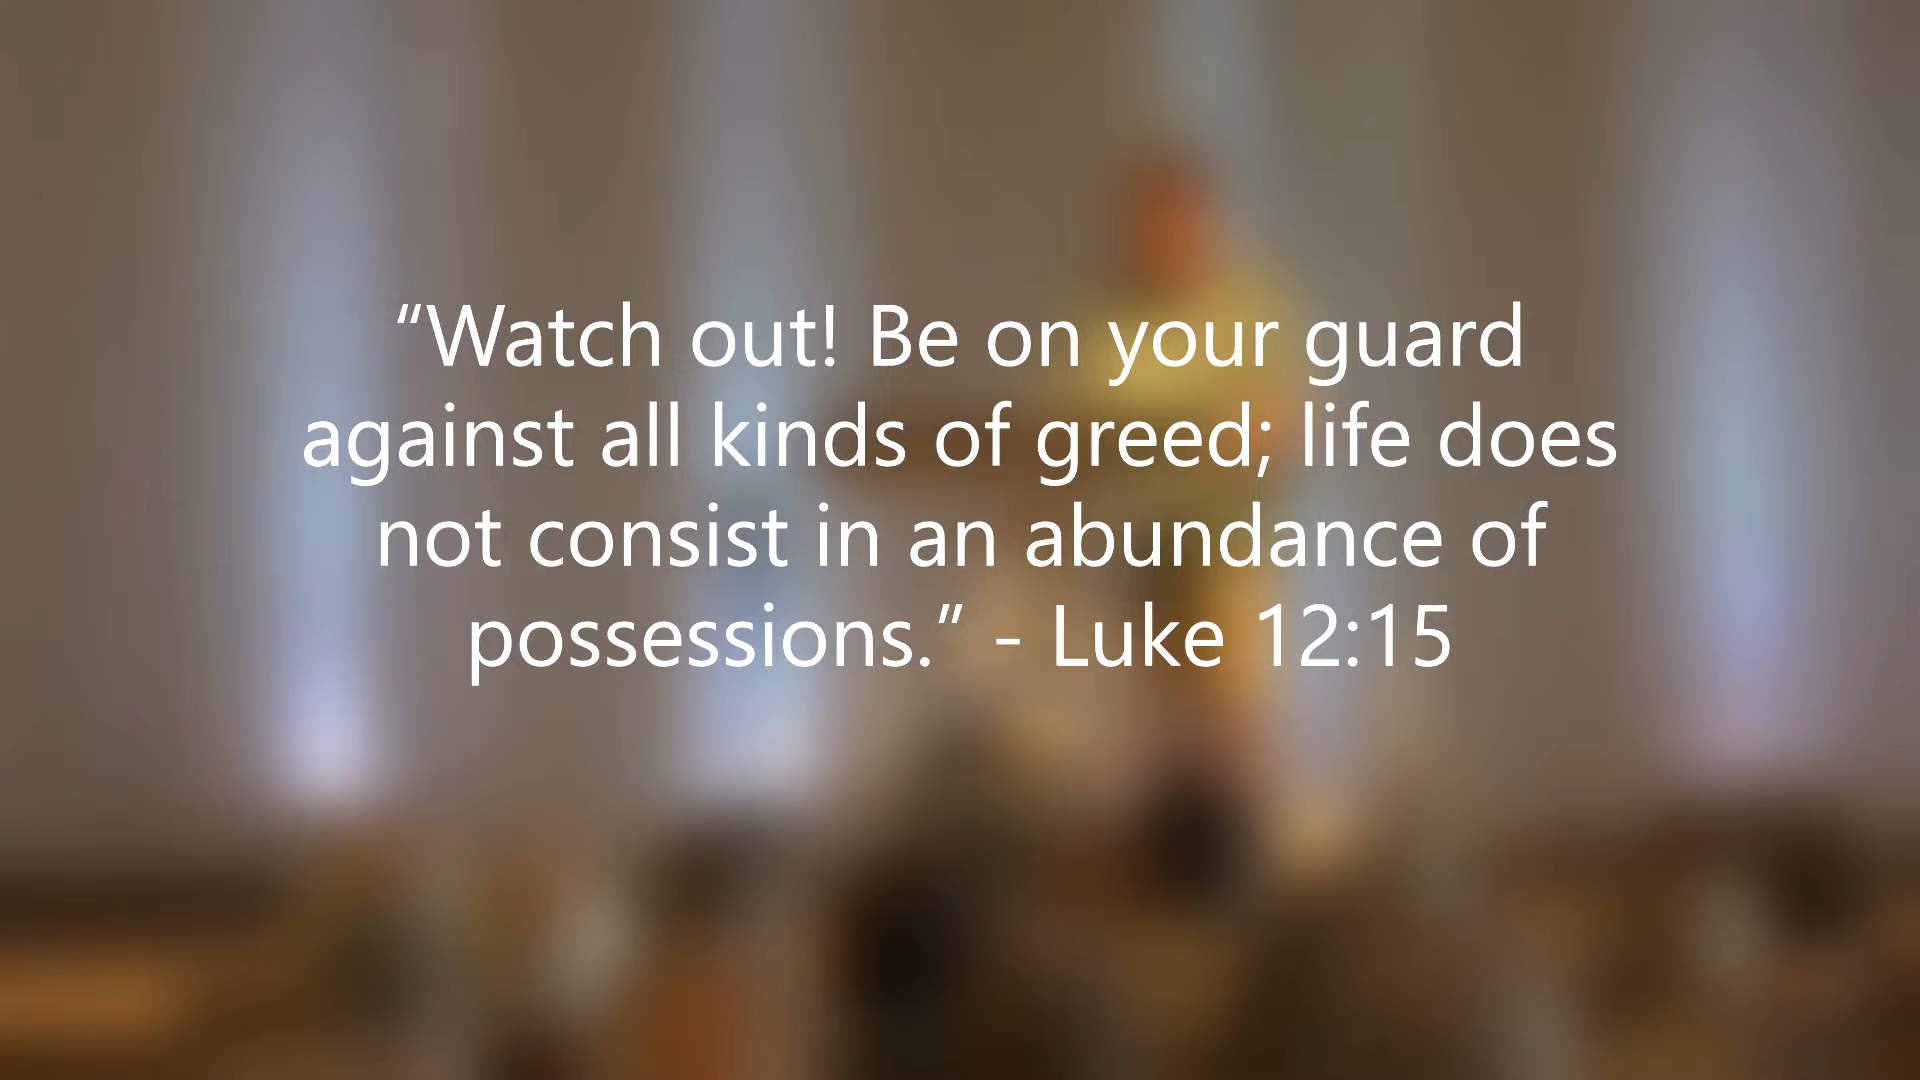 “Watch out! Be on your guard
against all kinds of greed; life does
not consist in an abundance of
possessions.” - Luke 12:15